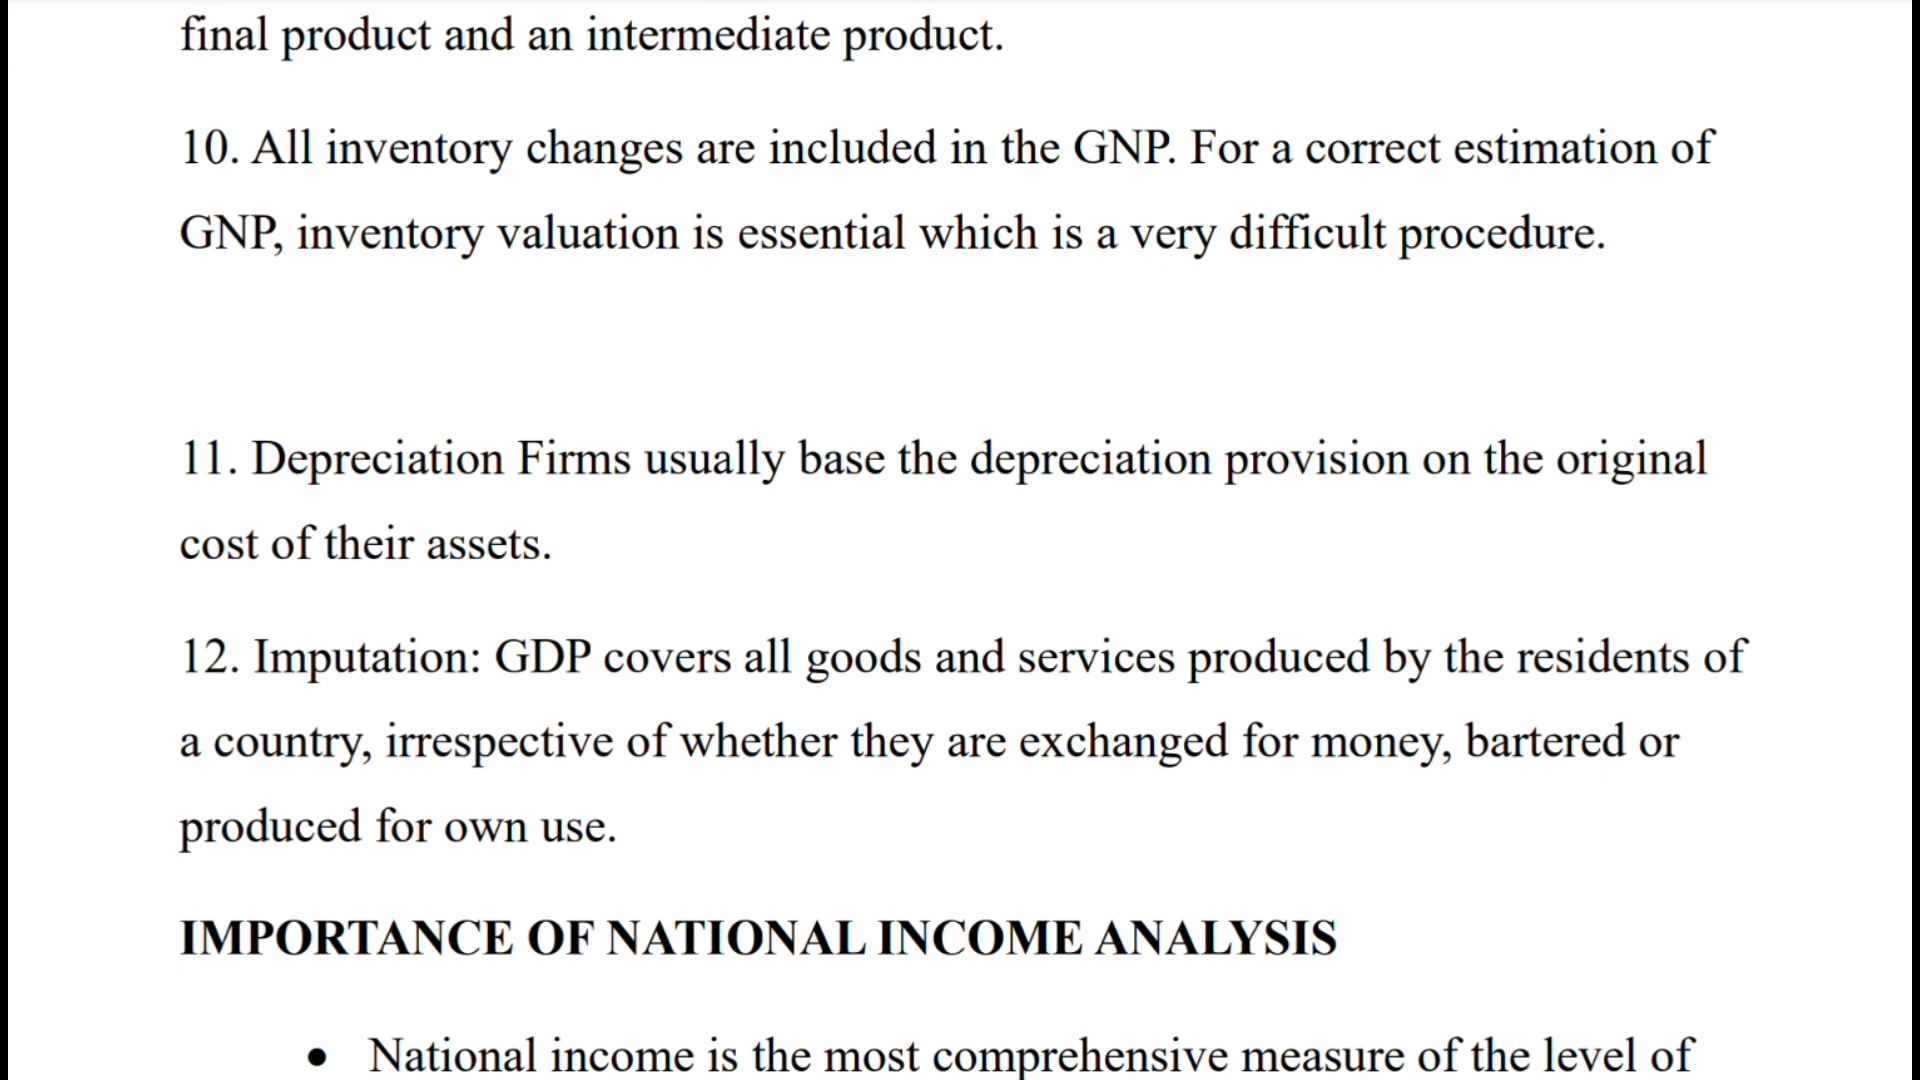 final product and an intermediate product.
10. All inventory changes are included in the GNP. For a correct estimation of
GNP, inventory valuation is essential which is a very difficult procedure.
11. Depreciation Firms usually base the depreciation provision on the original
cost of their assets.
12. Imputation: GDP covers all goods and services produced by the residents of
a country, irrespective of whether they are exchanged for money, bartered or
produced for own use.
IMPORTANCE OF NATIONAL INCOME ANALYSIS
• National income is the most comprehensive measure of the level of